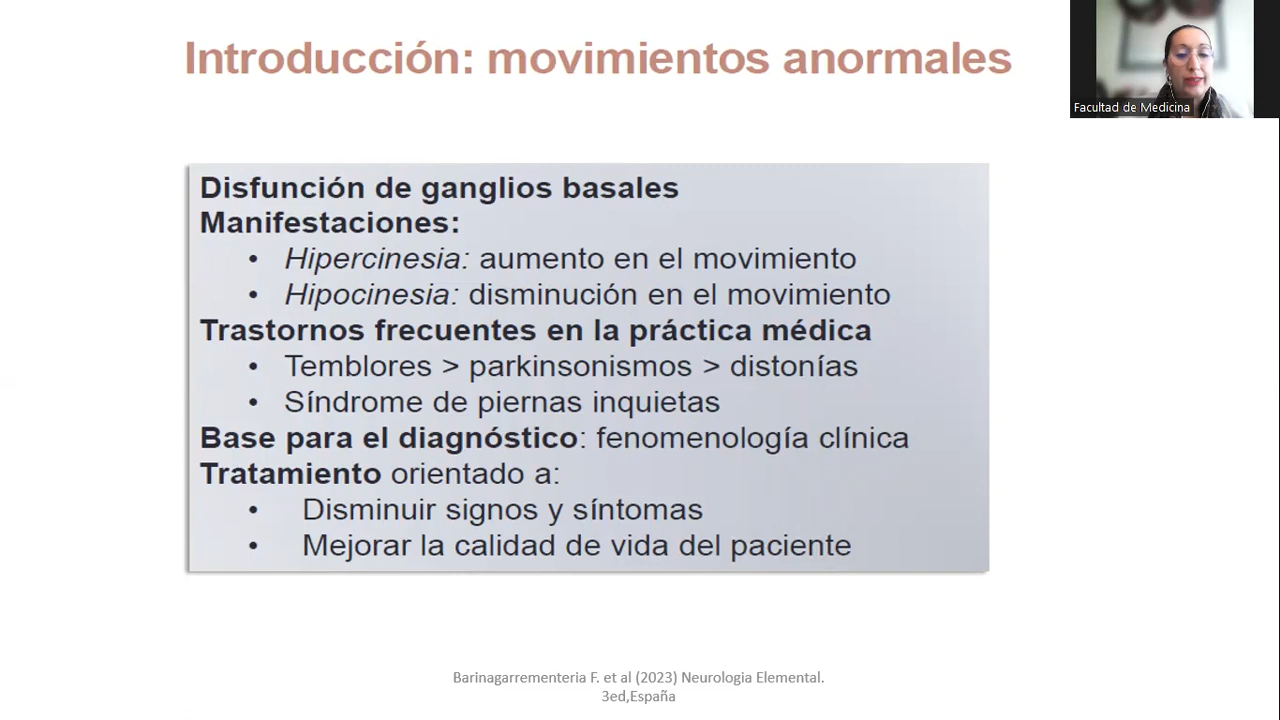 Introducción: movimientos anormales
Facultad de Medicina
Disfunción de ganglios basales
Manifestaciones:
• Hipercinesia: aumento en el movimiento
• Hipocinesia: disminución en el movimiento
Trastornos frecuentes en la práctica médica
• Temblores > parkinsonismos > distonías
• Síndrome de piernas inquietas
Base para el diagnóstico: fenomenología clínica
Tratamiento orientado a:
• Disminuir signos y síntomas
• Mejorar la calidad de vida del paciente
Barinagarrementeria F. et al (2023) Neurologia Elemental.
3ed,España